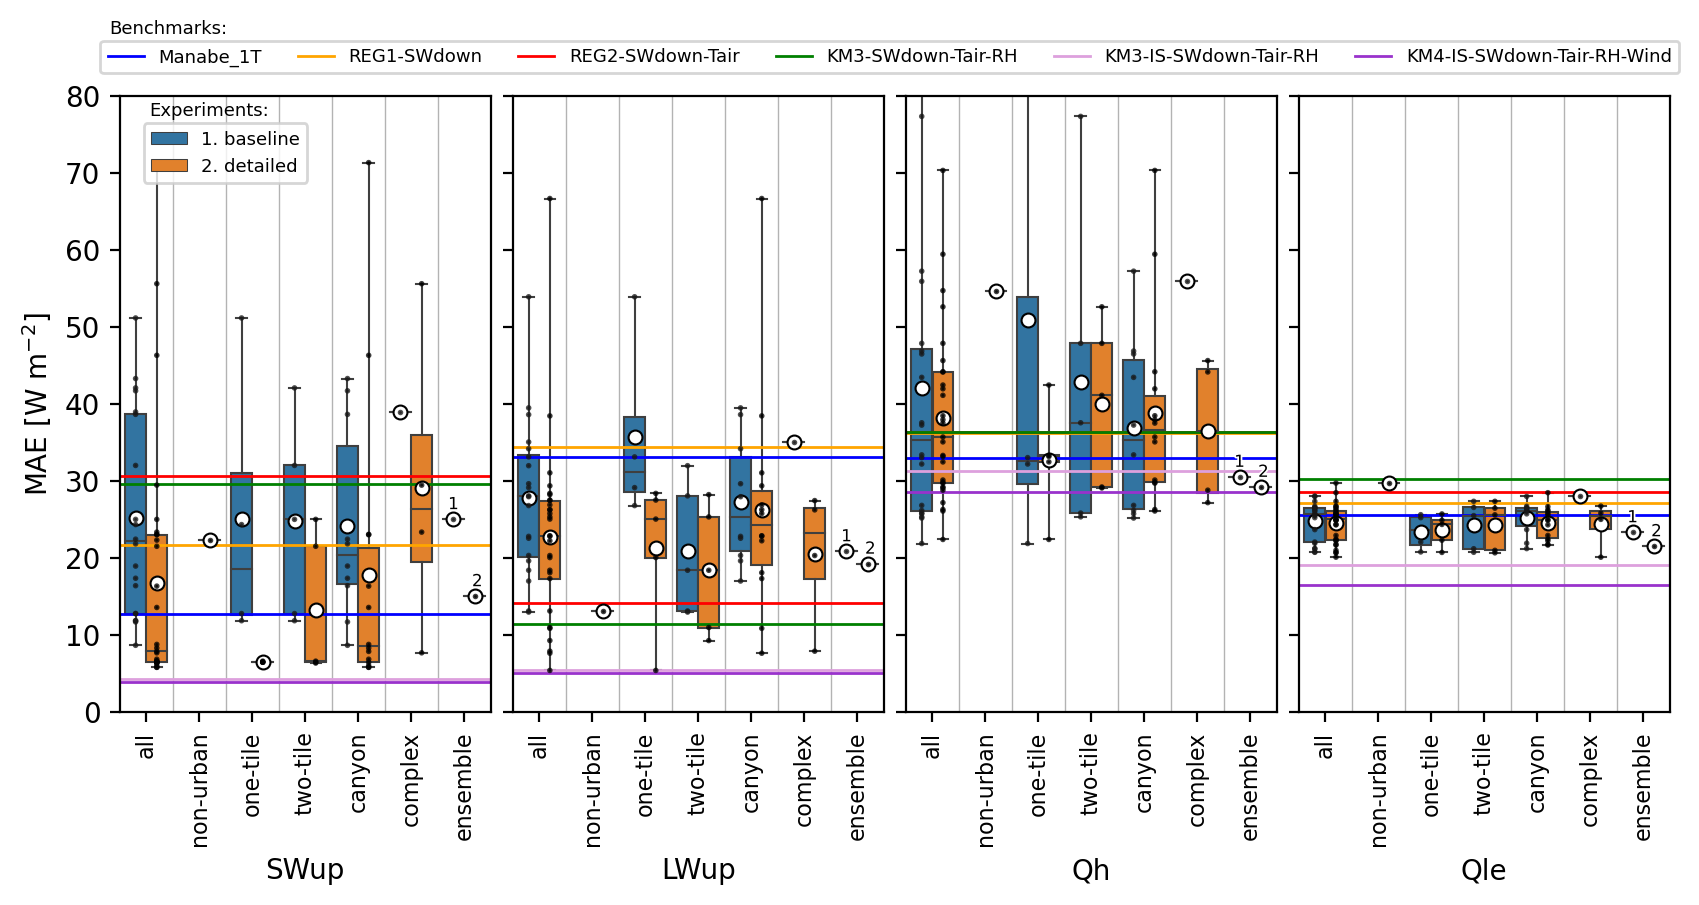 Benchmarks:
Manabe_1T REG1-SWdown REG2-SWdown-Tair KM3-SWdown-Tair-RH KM3-IS-SWdown-Tair-RH KM4-IS-SWdown-Tair-RH-Wind
Experiments:
1. baseline
2. detailed
MAE [W m⁻²]
80
70
60
50
40
30
20
10
0
1
2
1
2
1
2
1
2
all non-urban one-tile two-tile canyon complex ensemble
all non-urban one-tile two-tile canyon complex ensemble
all non-urban one-tile two-tile canyon complex ensemble
all non-urban one-tile two-tile canyon complex ensemble
SWup LWup Qh Qle